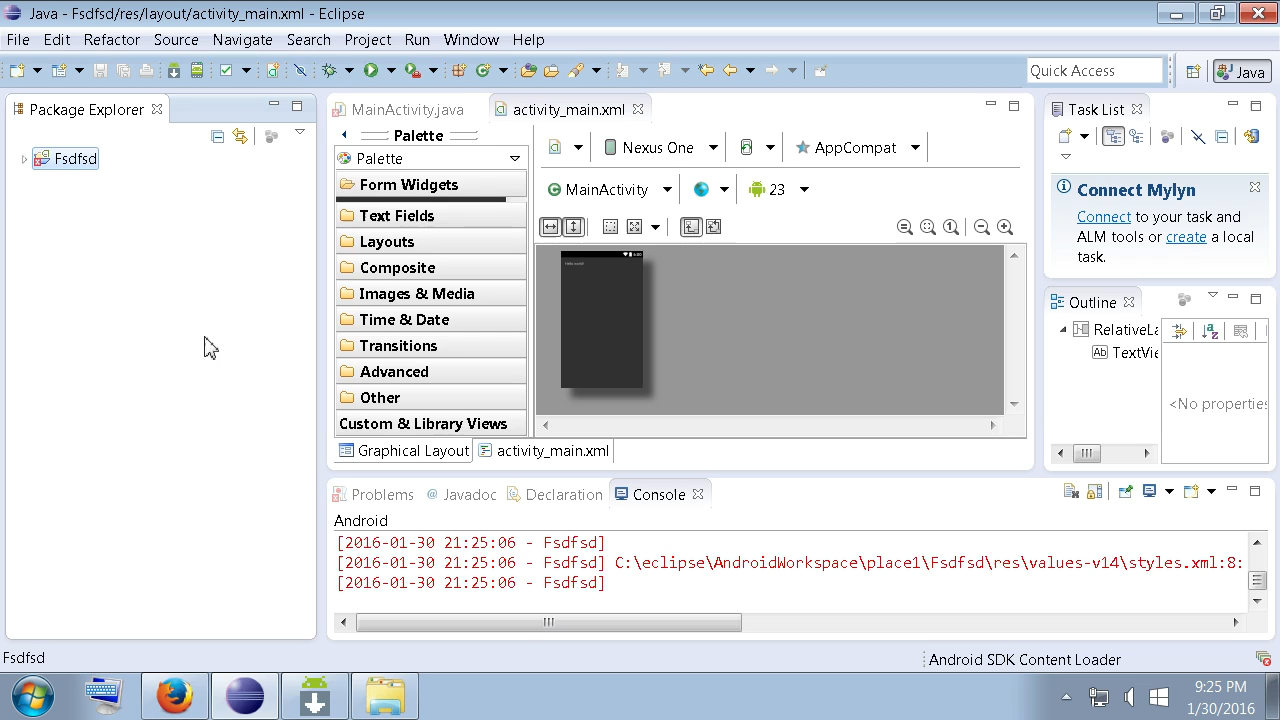 Java - Fsdfsd/res/layout/activity_main.xml - Eclipse
File Edit Refactor Source Navigate Search Project Run Window Help
Quick Access
Java
Package Explorer
Fsdfsd
MainActivity.java
activity_main.xml
Palette
Palette
Form Widgets
Text Fields
Layouts
Composite
Images & Media
Time & Date
Transitions
Advanced
Other
Custom & Library Views
Nexus One
AppCompat
MainActivity
23
Graphical Layout
activity_main.xml
Task List
Connect Mylyn
Connect to your task and
ALM tools or create a local
task.
Outline
RelativeLa
TextVie
<No properties
Problems
Javadoc
Declaration
Console
Android
[2016-01-30 21:25:06 - Fsdfsd]
[2016-01-30 21:25:06 - Fsdfsd] C:\eclipse\AndroidWorkspace\place1\Fsdfsd\res\values-v14\styles.xml:8:
[2016-01-30 21:25:06 - Fsdfsd]
Fsdfsd
Android SDK Content Loader
9:25 PM
1/30/2016